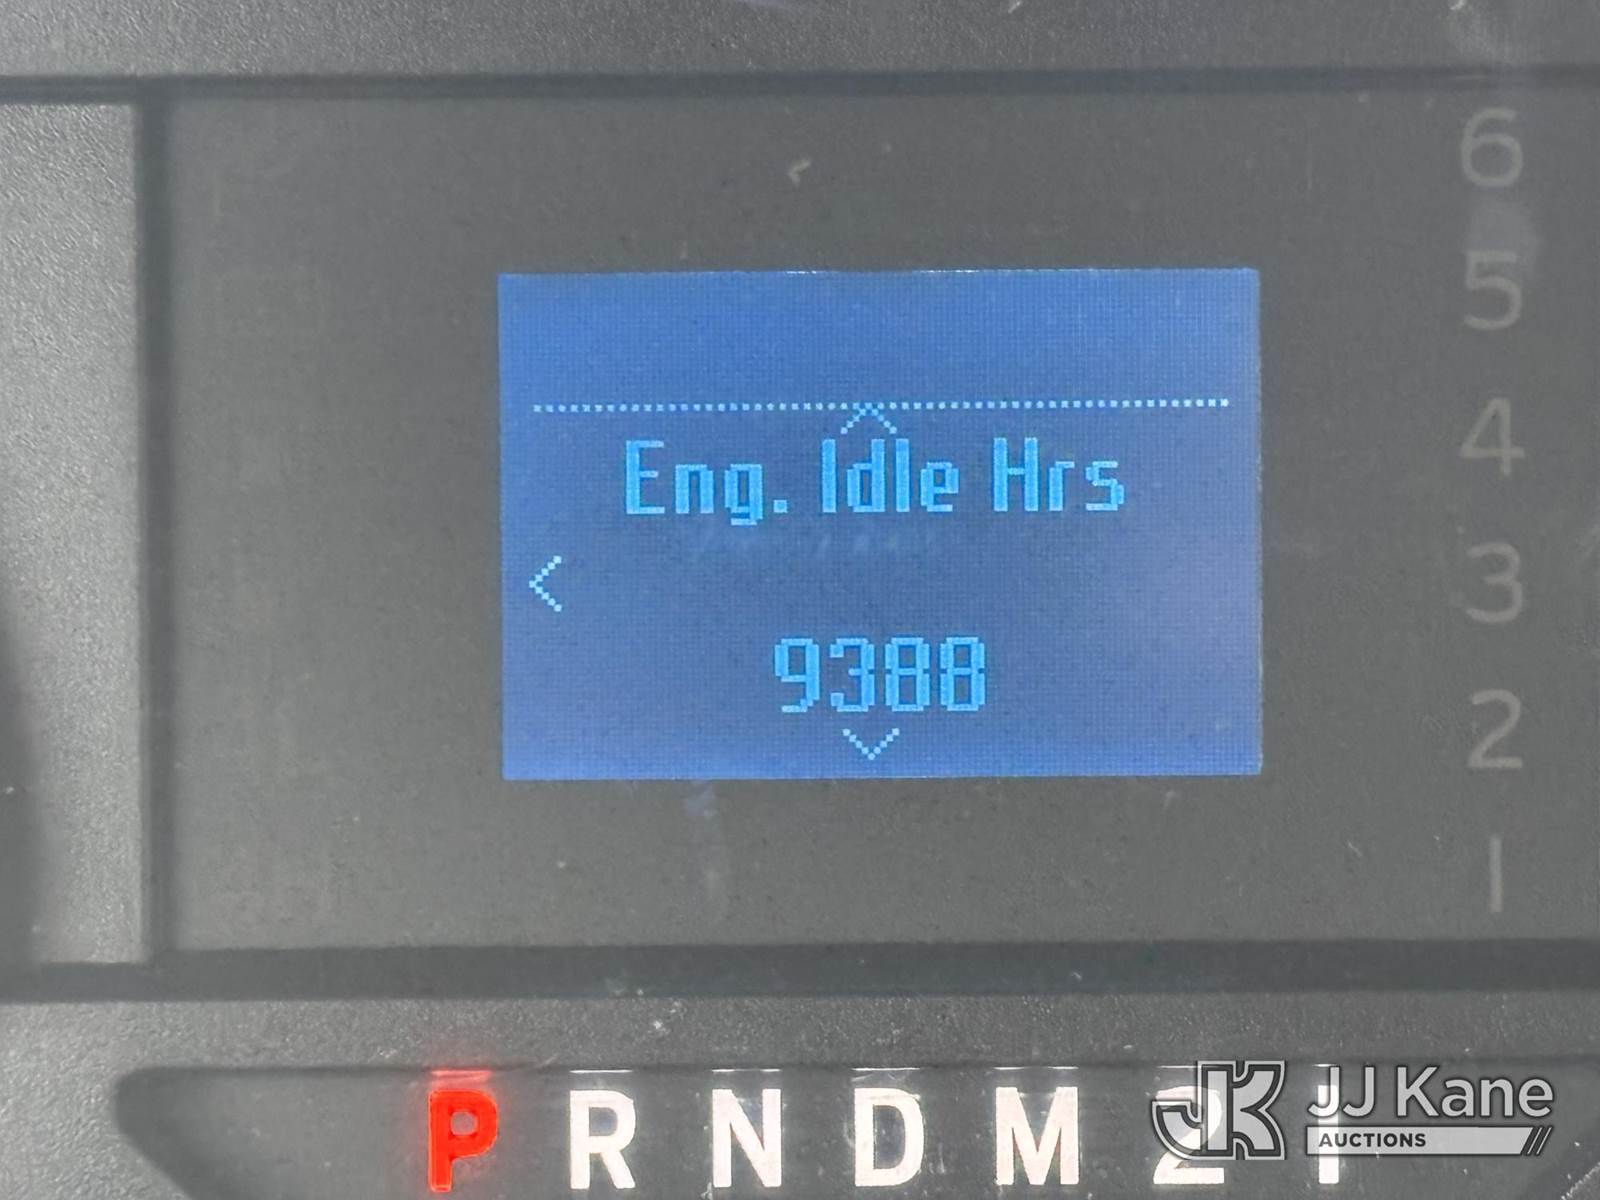 6
5
4
3
2
1
Eng. Idle Hrs
9388
P R N D M 2 1
JJ Kane
AUCTIONS